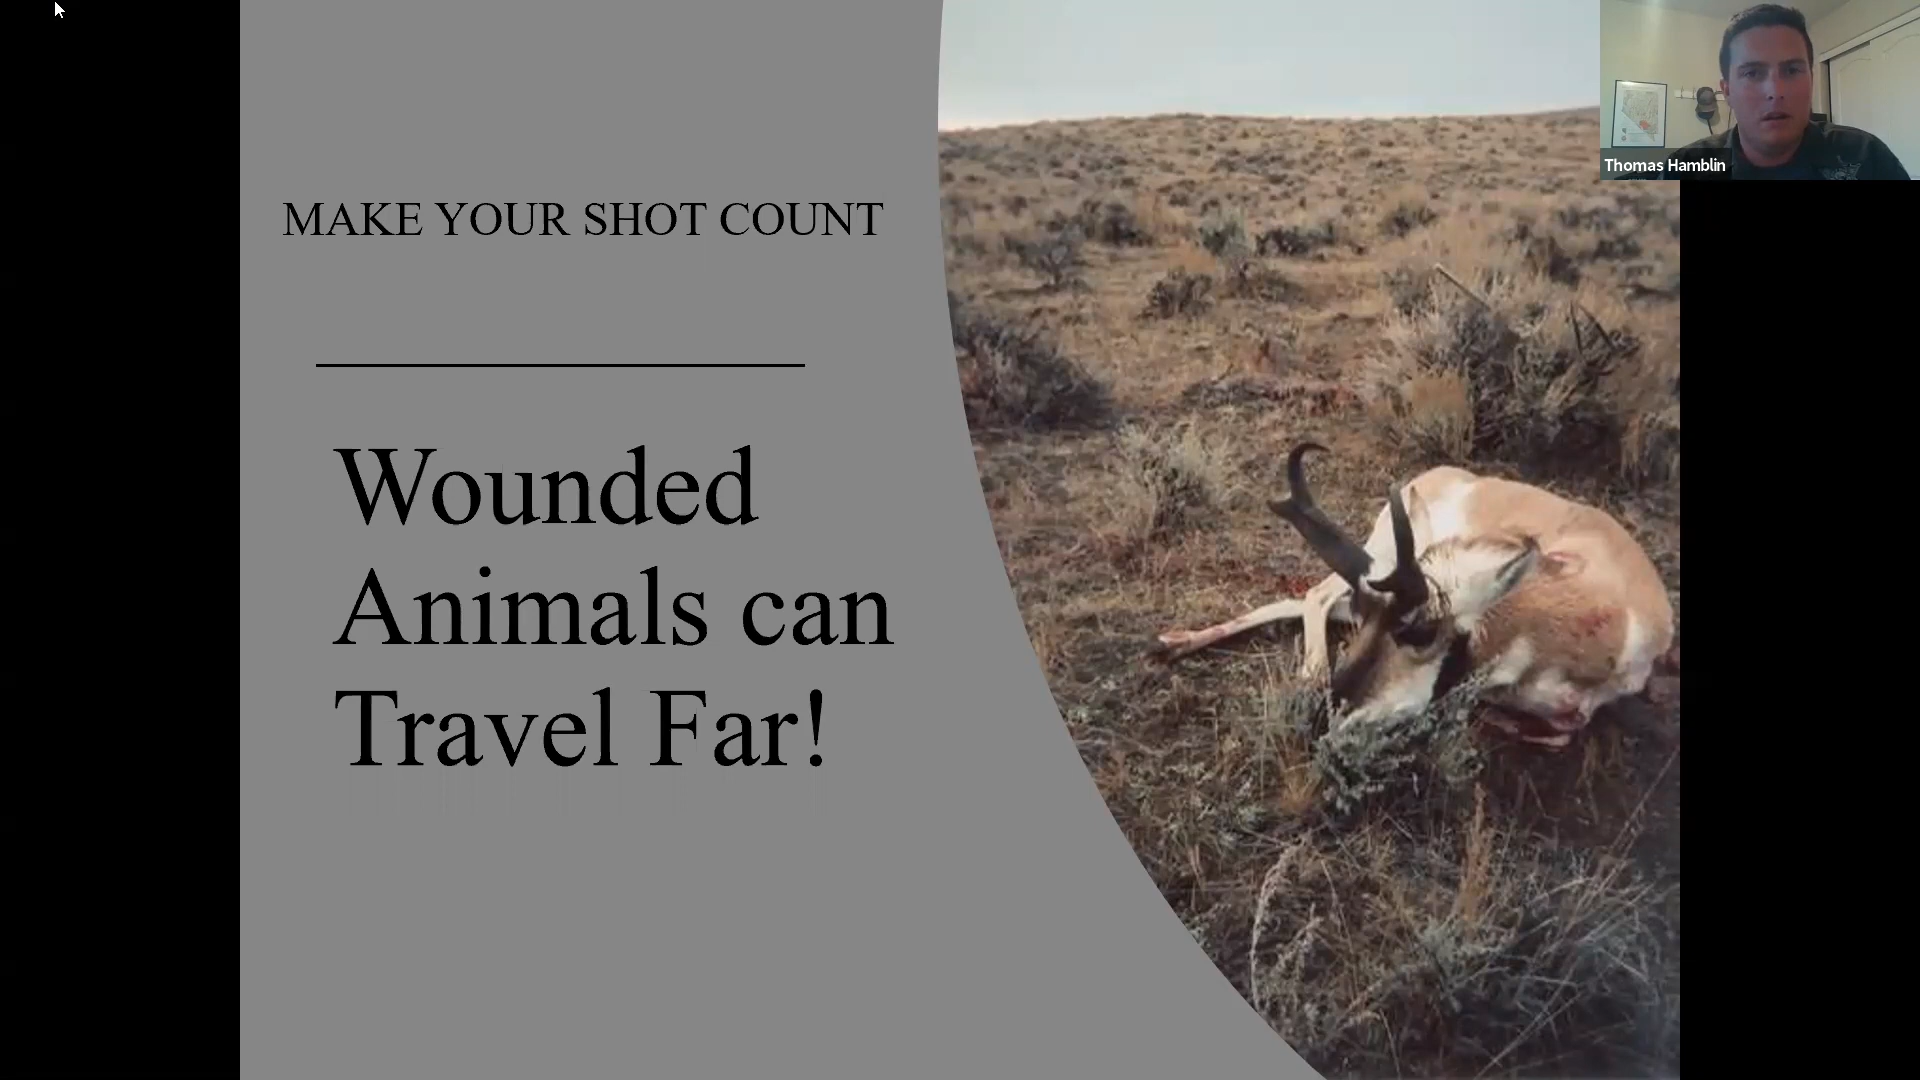 MAKE YOUR SHOT COUNT
Wounded
Animals can
Travel Far!
Thomas Hamblin